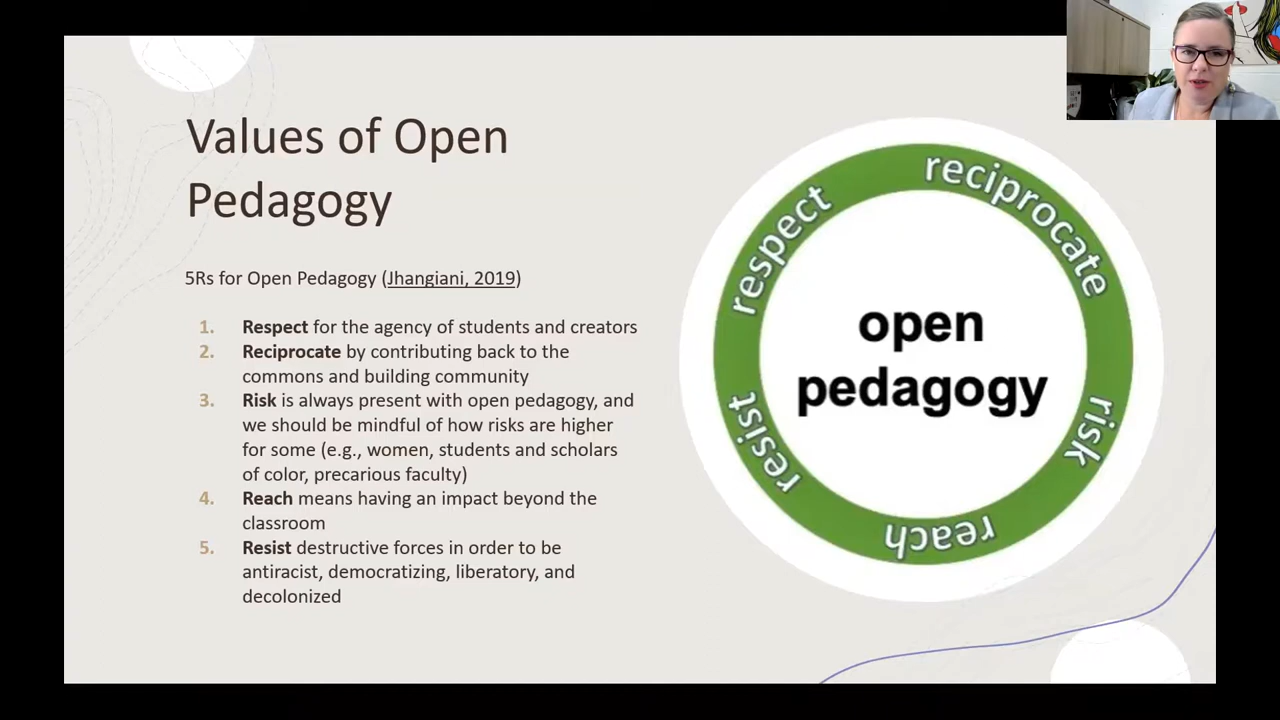 Values of Open
Pedagogy
5Rs for Open Pedagogy (Jhangiani, 2019)
1. Respect for the agency of students and creators
2. Reciprocate by contributing back to the
commons and building community
3. Risk is always present with open pedagogy, and
we should be mindful of how risks are higher
for some (e.g., women, students and scholars
of color, precarious faculty)
4. Reach means having an impact beyond the
classroom
5. Resist destructive forces in order to be
antiracist, democratizing, liberatory, and
decolonized
respect
reciprocate
risk
reach
resist
open
pedagogy